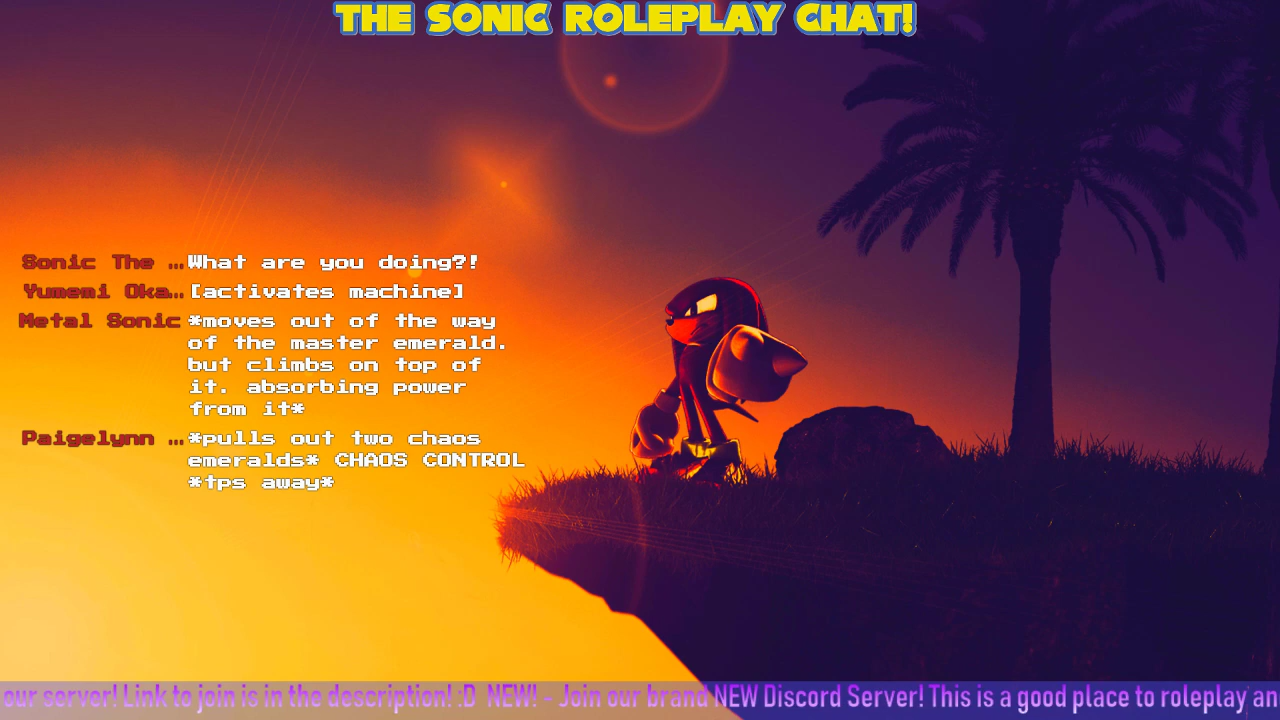 THE SONIC ROLEPLAY CHAT!
Sonic The ... What are you doing?!
Yumemi Oka... [activates machine]
Metal Sonic *moves out of the way
of the master emerald.
but climbs on top of
it. absorbing power
from it*
Paigelynn ... *pulls out two chaos
emeralds* CHAOS CONTROL
*tps away*
our server! Link to join is in the description! :D NEW! - Join our brand NEW Discord Server! This is a good place to roleplay an